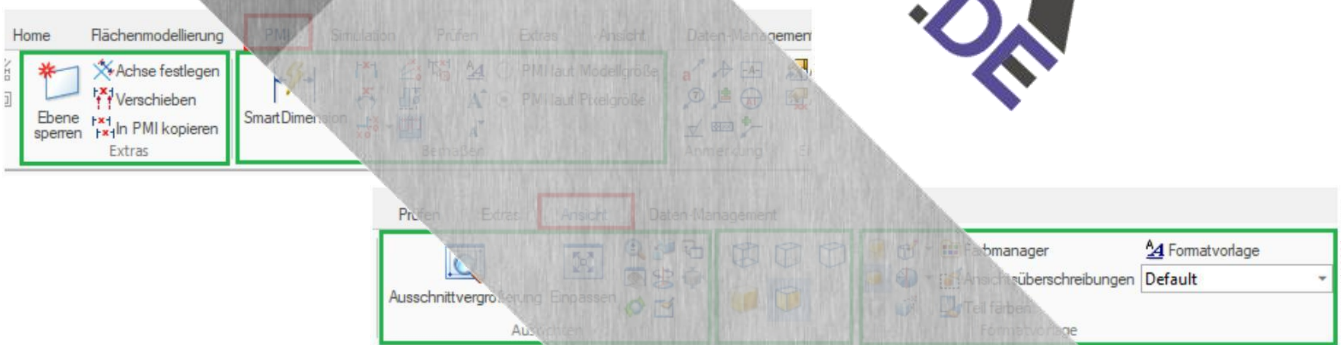 Home Flächenmodellierung PMI Simulation Prüfen Extras Ansicht Daten-Management
Achse festlegen
Verschieben
In PMI kopieren
Ebene sperren
Extras
SmartDimension
PMI laut Modellgröße
PMI lauf Pixelgröße
Bemaßen
Anmerkung
.DE
Prüfen Extras Ansicht Daten-Management
Ausschnittvergrößerung Einpassen
Ausrichten
Farbmanager
Ansichtsüberschreibungen
Teil färben
Formatvorlage
Default
Formatvorlage